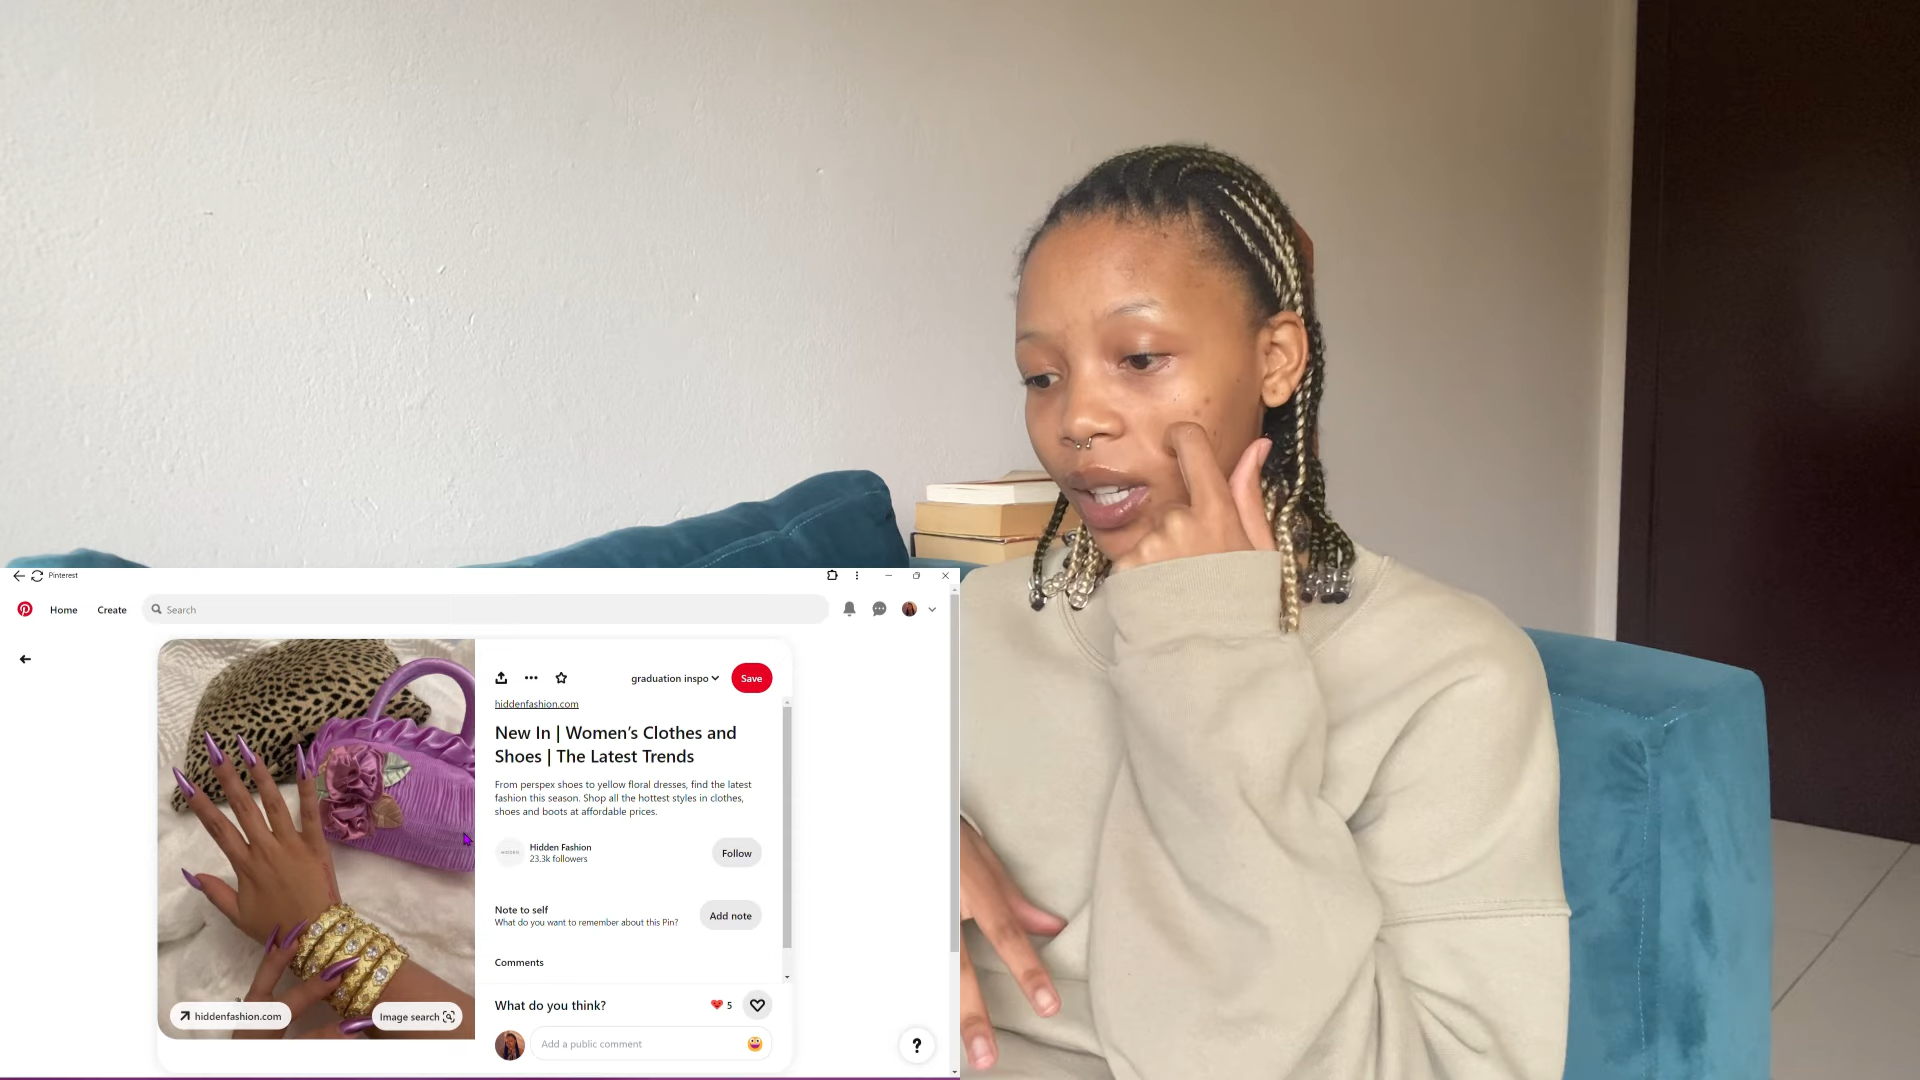 Pinterest
Home
Create
Search
graduation inspo
Save
hiddenfashion.com
New In | Women's Clothes and
Shoes | The Latest Trends
From perspex shoes to yellow floral dresses, find the latest
fashion this season. Shop all the hottest styles in clothes,
shoes and boots at affordable prices.
Hidden Fashion
23.3k followers
Follow
Note to self
What do you want to remember about this Pin?
Add note
Comments
What do you think?
5
hiddenfashion.com
Image search
Add a public comment
?